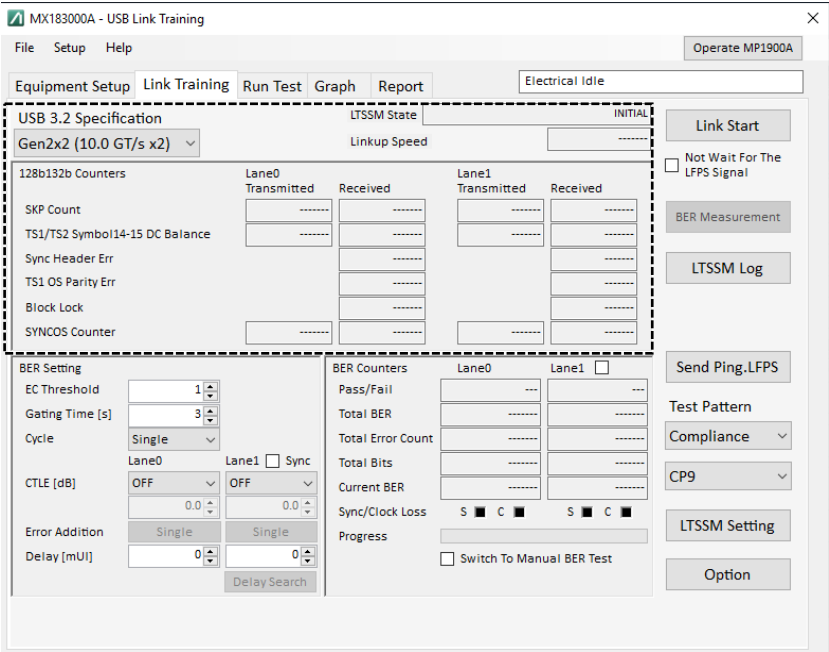 MX183000A - USB Link Training
File Setup Help
Operate MP1900A
Equipment Setup Link Training Run Test Graph Report
Electrical Idle
USB 3.2 Specification
Gen2x2 (10.0 GT/s x2)
LTSSM State INITIAL
Linkup Speed -------
128b132b Counters
Lane0 Lane1
Transmitted Received Transmitted Received
SKP Count ------- ------- ------- -------
TS1/TS2 Symbol14-15 DC Balance ------- ------- ------- -------
Sync Header Err ------- -------
TS1 OS Parity Err ------- -------
Block Lock ------- -------
SYNCOS Counter ------- ------- ------- -------
Link Start
Not Wait For The
LFPS Signal
BER Measurement
LTSSM Log
BER Setting
EC Threshold 1
Gating Time [s] 3
Cycle Single
Lane0 Lane1 Sync
CTLE [dB] OFF OFF
0.0 0.0
Error Addition Single Single
Delay [mUI] 0 0
Delay Search
BER Counters Lane0 Lane1
Pass/Fail --- ---
Total BER ------- -------
Total Error Count ------- -------
Total Bits ------- -------
Current BER ------- -------
Sync/Clock Loss S C S C
Progress
Switch To Manual BER Test
Send Ping.LFPS
Test Pattern
Compliance
CP9
LTSSM Setting
Option